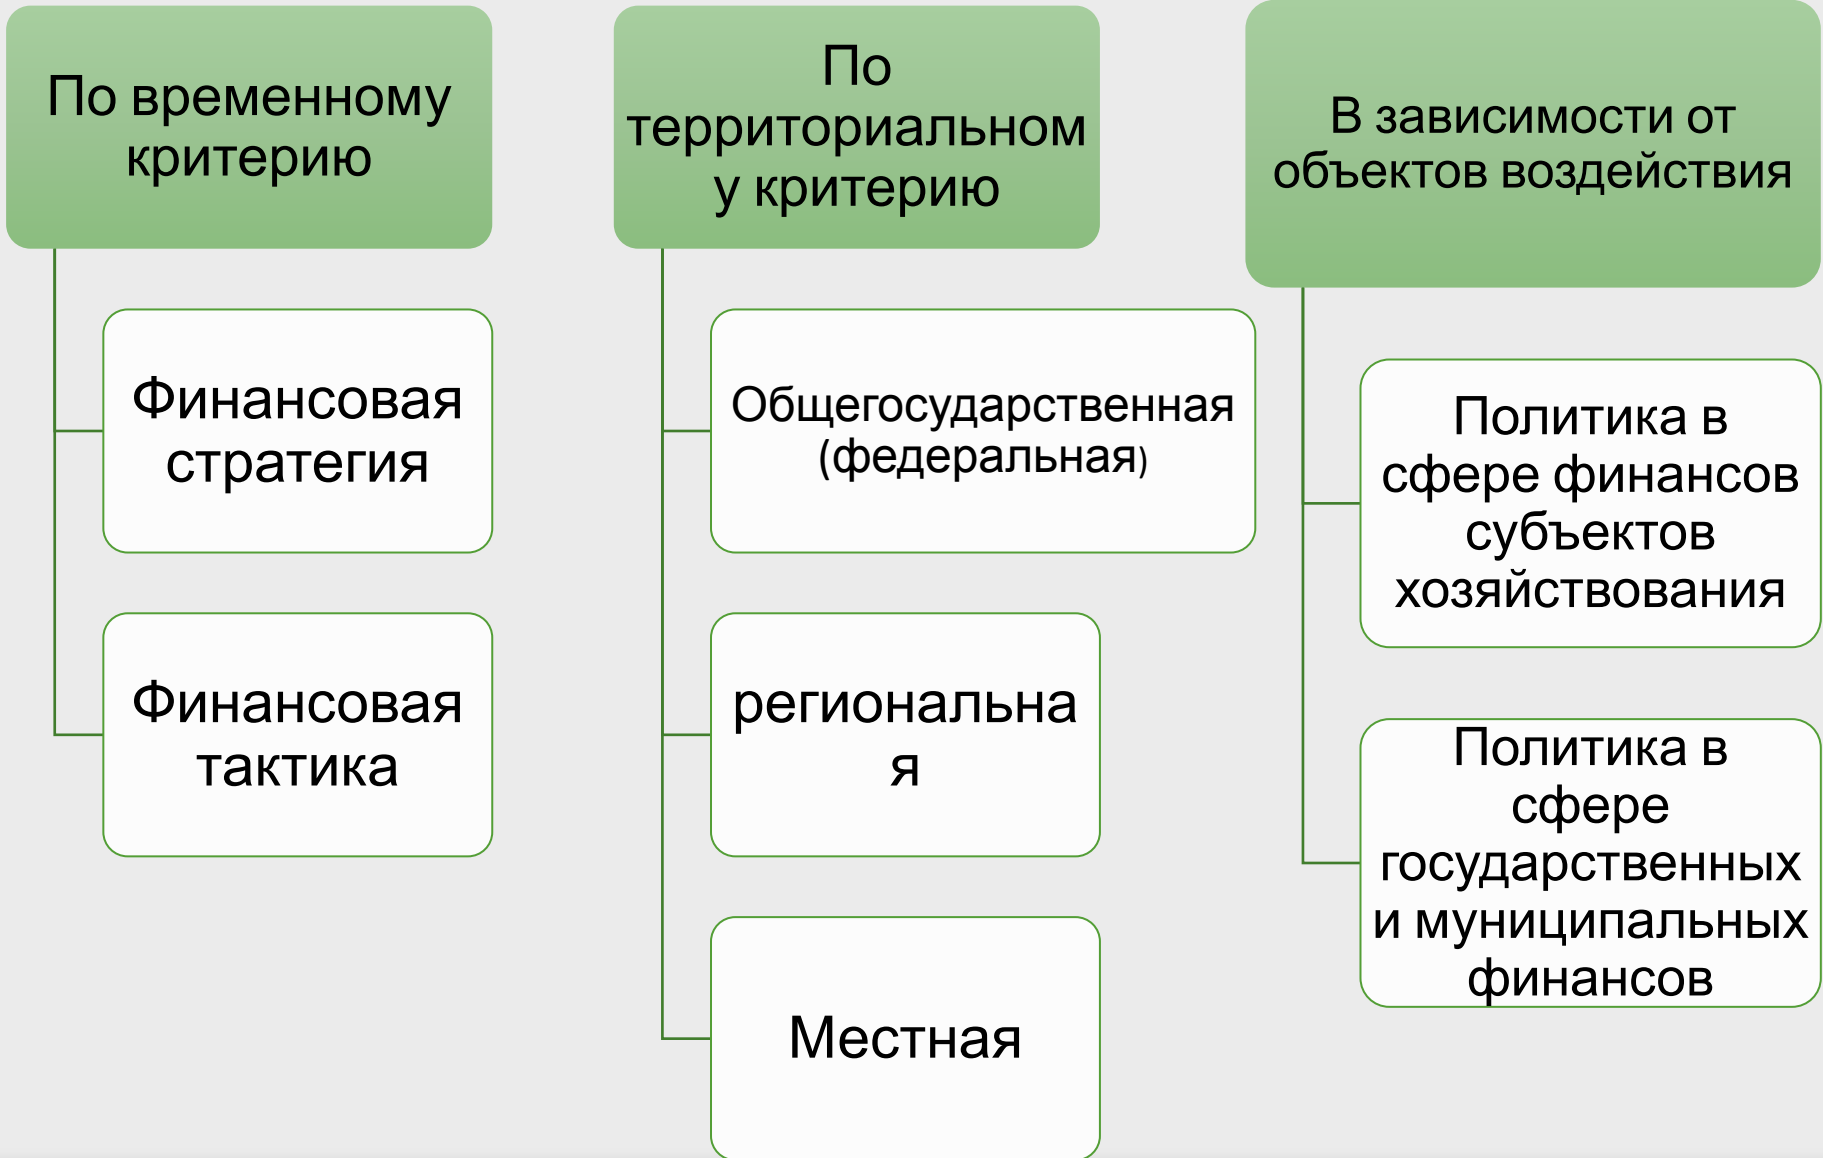 По временному
критерию
Финансовая
стратегия
Финансовая
тактика
По
территориальном
у критерию
Общегосударственная
(федеральная)
региональна
я
Местная
В зависимости от
объектов воздействия
Политика в
сфере финансов
субъектов
хозяйствования
Политика в
сфере
государственных
и муниципальных
финансов